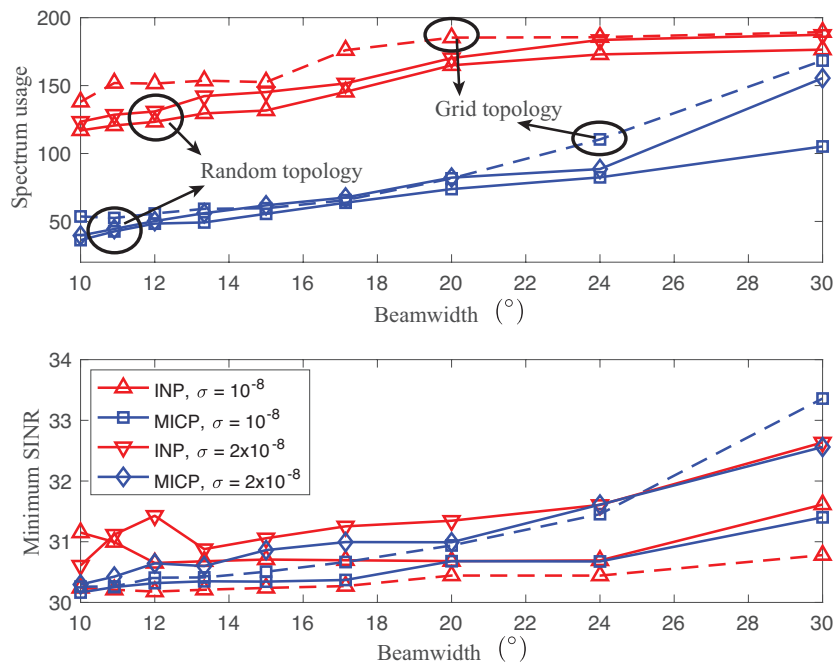 200
150
100
50
Spectrum usage
Grid topology
Random topology
10 12 14 16 18 20 22 24 26 28 30
Beamwidth (°)
34
33
32
31
30
Minimum SINR
INP, σ = 10-8
MICP, σ = 10-8
INP, σ = 2x10-8
MICP, σ = 2x10-8
10 12 14 16 18 20 22 24 26 28 30
Beamwidth (°)